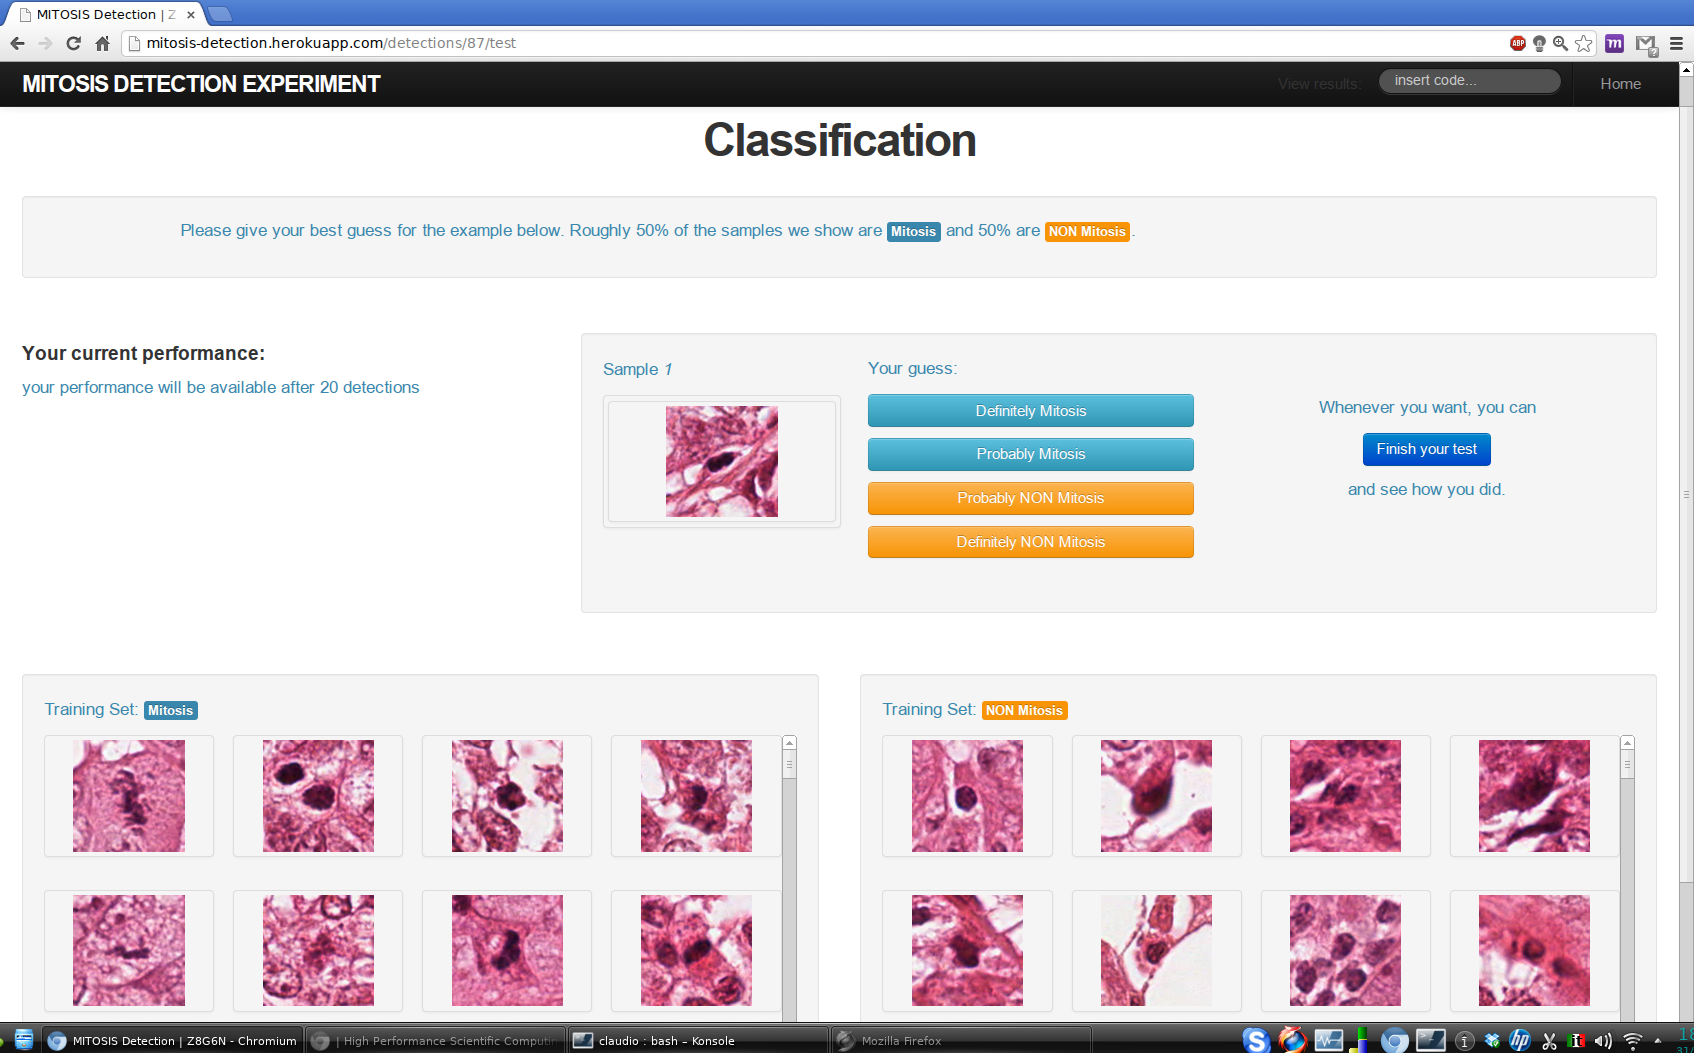 MITOSIS Detection | Z
mitosis-detection.herokuapp.com/detections/87/test
ABP
m
MITOSIS DETECTION EXPERIMENT
View results:
insert code...
Home
Classification
Please give your best guess for the example below. Roughly 50% of the samples we show are Mitosis and 50% are NON Mitosis.
Your current performance:
your performance will be available after 20 detections
Sample 1
Your guess:
Definitely Mitosis
Probably Mitosis
Probably NON Mitosis
Definitely NON Mitosis
Whenever you want, you can
Finish your test
and see how you did.
Training Set: Mitosis
Training Set: NON Mitosis
MITOSIS Detection | Z8G6N - Chromium
| High Performance Scientific Computin
claudio : bash – Konsole
Mozilla Firefox